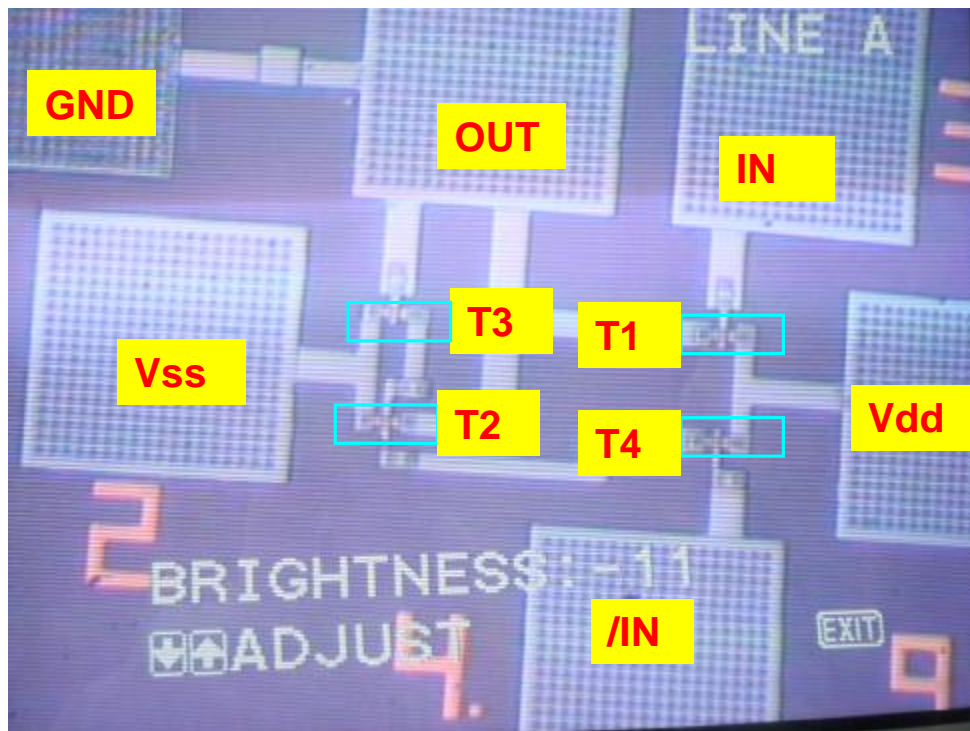 LINE A
GND
OUT
IN
T3
T1
Vss
T2
T4
Vdd
2
BRIGHTNESS:-11
/IN
ADJUST
EXIT
4.
9